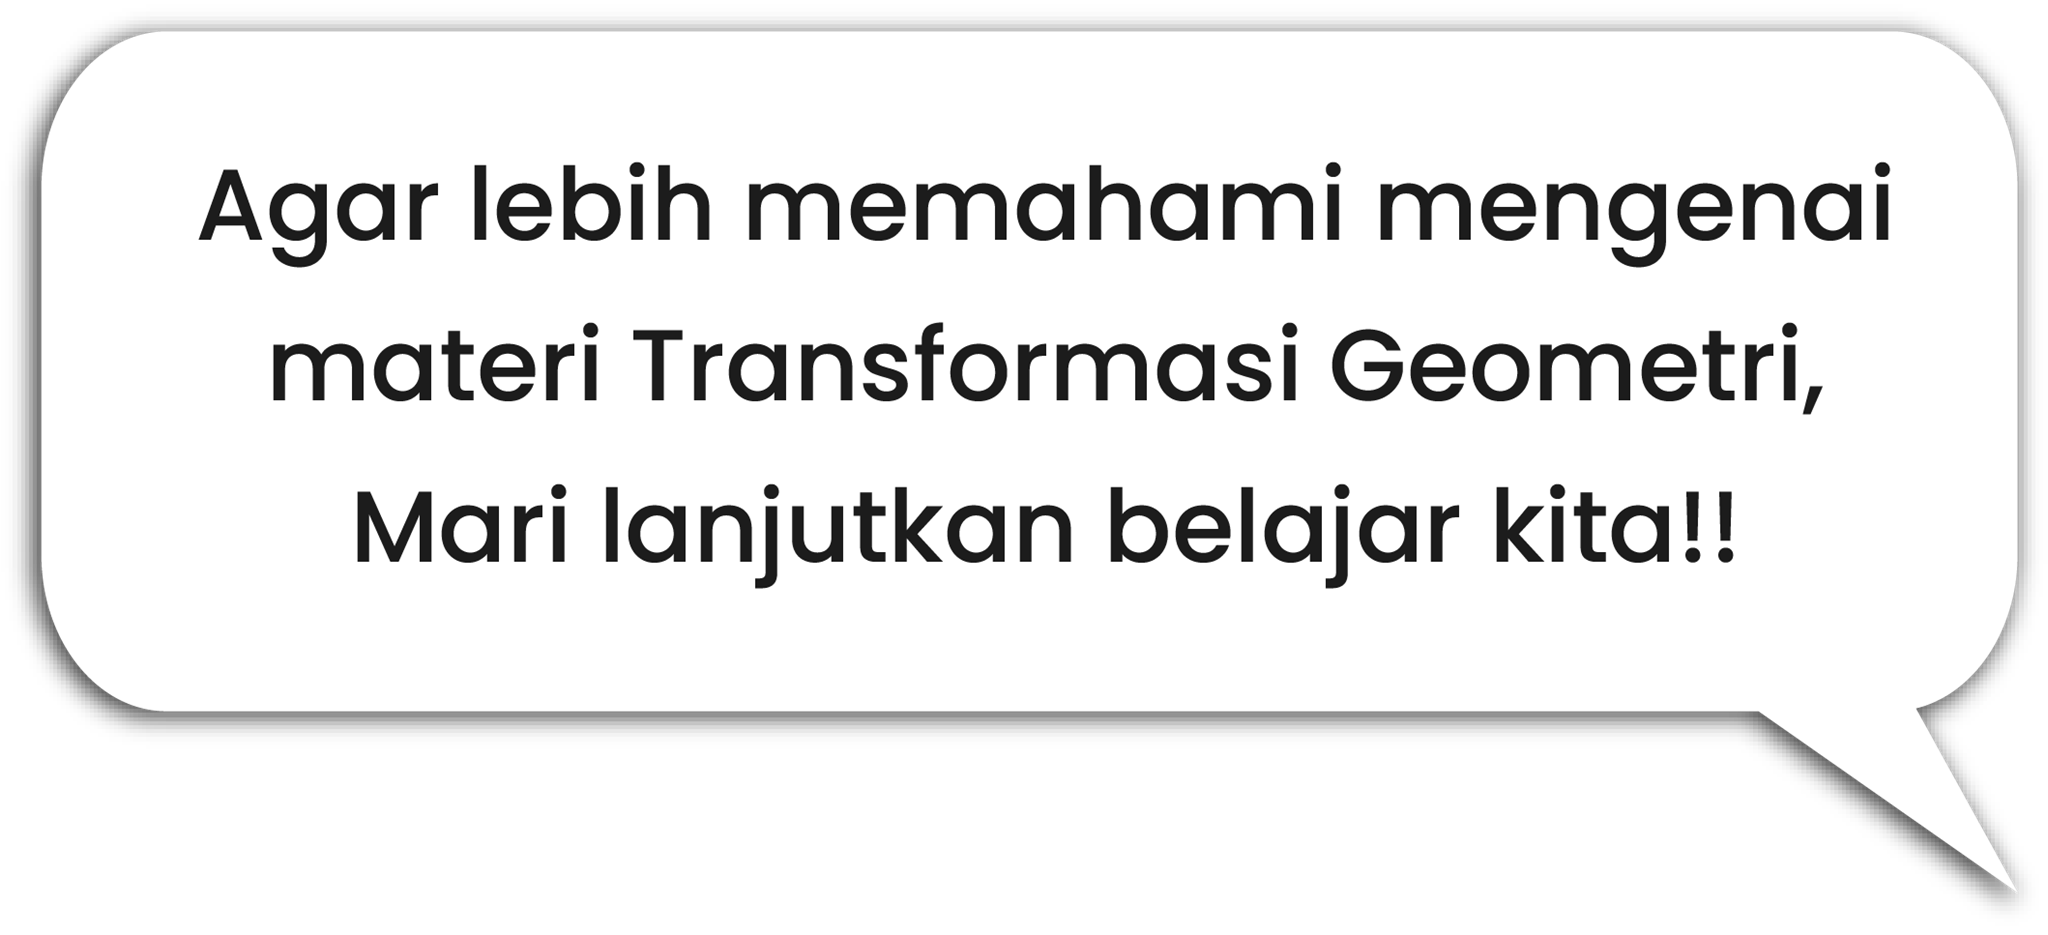 Agar lebih memahami mengenai
materi Transformasi Geometri,
Mari lanjutkan belajar kita!!